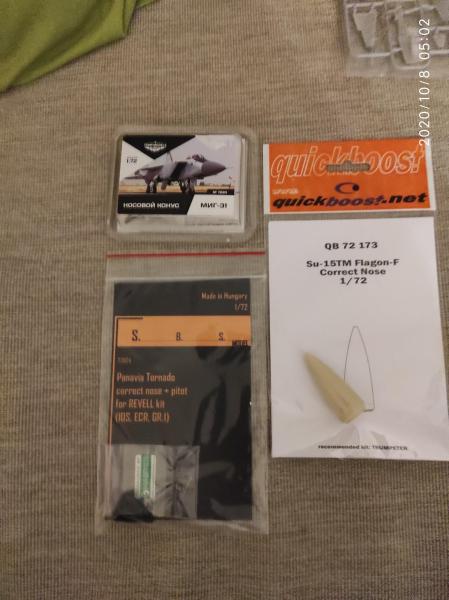 2020/10/8 05:02
1/72
НОСОВОЙ КОНУС
МИГ-31
quickboost
www.
quickboost.net
QB 72 173
Su-15TM Flagon-F
Correct Nose
1/72
recommended kit: TRUMPETER
Made in Hungary
1/72
S. B. S.
MODEL
Panavia Tornado
correct nose + pitot
for REVELL kit
(IDS, ECR, GR.1)